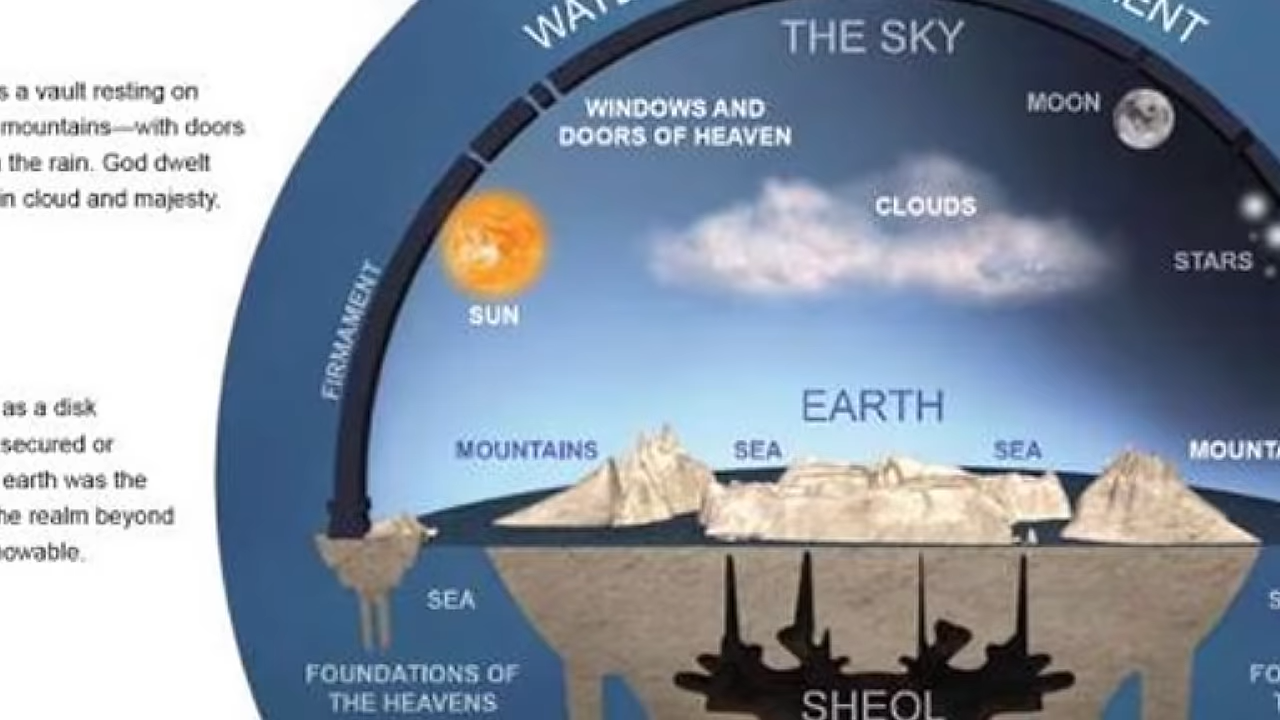 THE SKY
s a vault resting on
mountains—with doors
the rain. God dwelt
in cloud and majesty.
WINDOWS AND
DOORS OF HEAVEN
MOON
CLOUDS
STARS
SUN
FIRMAMENT
EARTH
as a disk
secured or
earth was the
he realm beyond
MOUNTAINS
SEA
SEA
MOUNTA
SEA
S
FOUNDATIONS OF
THE HEAVENS
FO
SHEOL